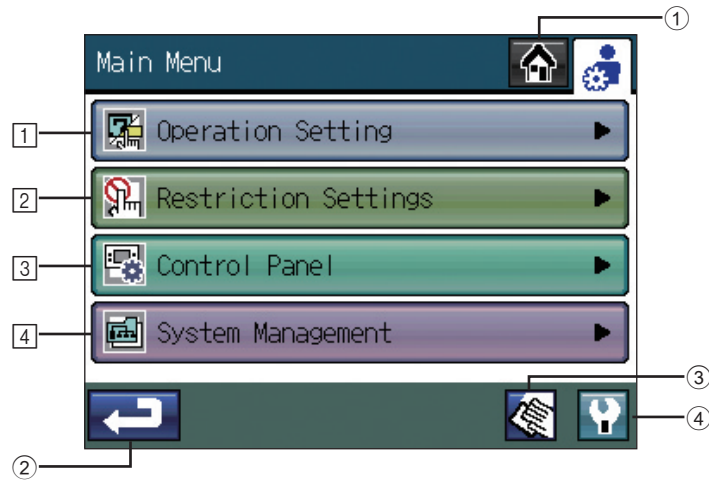 ①
Main Menu
1 Operation Setting
2 Restriction Settings
3 Control Panel
4 System Management
③
④
②